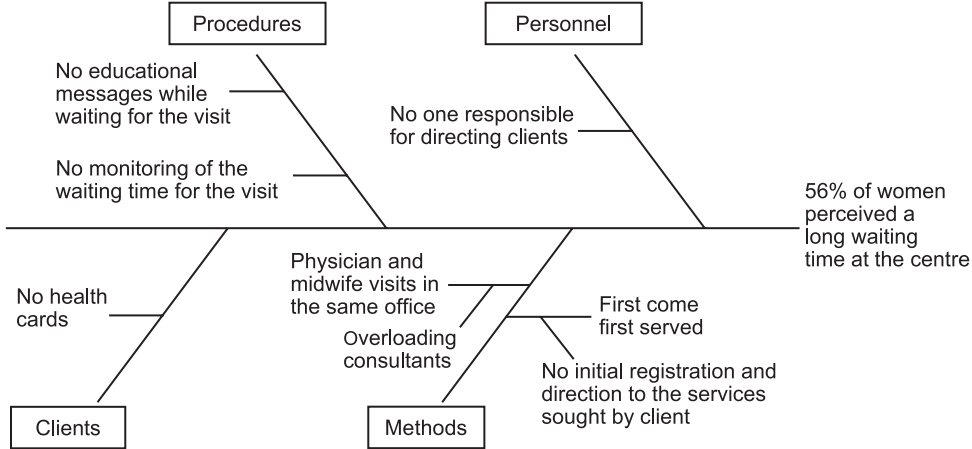 Procedures
Personnel
No educational
messages while
waiting for the visit
No one responsible
for directing clients
No monitoring of the
waiting time for the visit
56% of women
perceived a
long waiting
time at the centre
Physician and
midwife visits in
the same office
No health
cards
First come
first served
Overloading
consultants
No initial registration and
direction to the services
sought by client
Clients
Methods